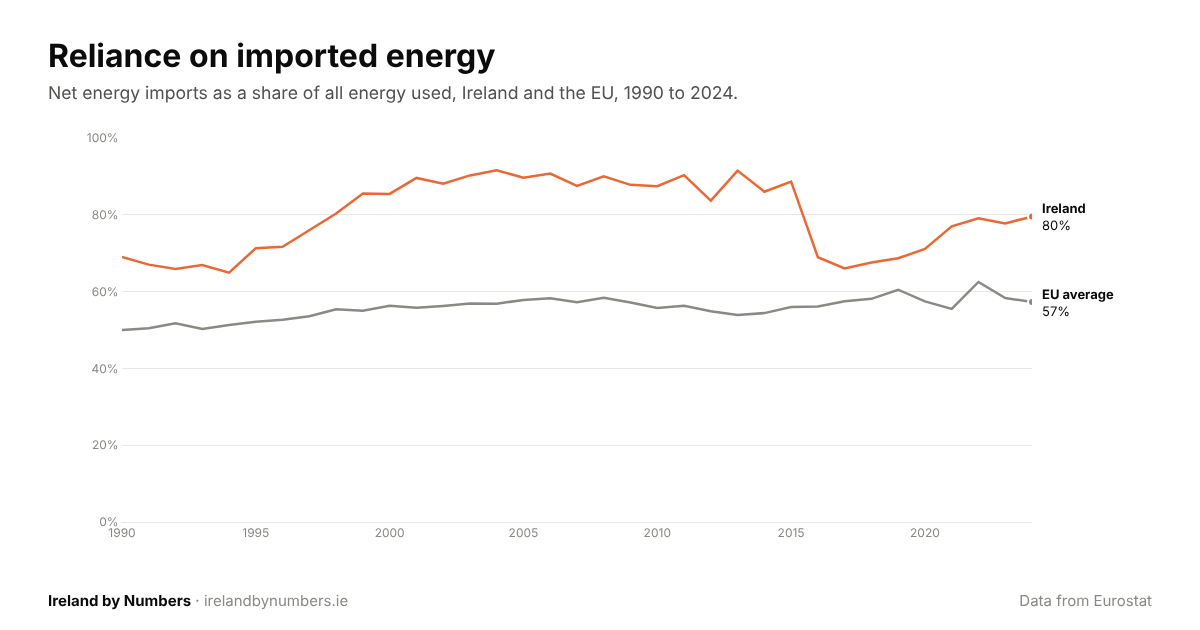 Reliance on imported energy
Net energy imports as a share of all energy used, Ireland and the EU, 1990 to 2024.
100%
80%
60%
40%
20%
0%
1990 1995 2000 2005 2010 2015 2020
Ireland
80%
EU average
57%
Ireland by Numbers · irelandbynumbers.ie
Data from Eurostat